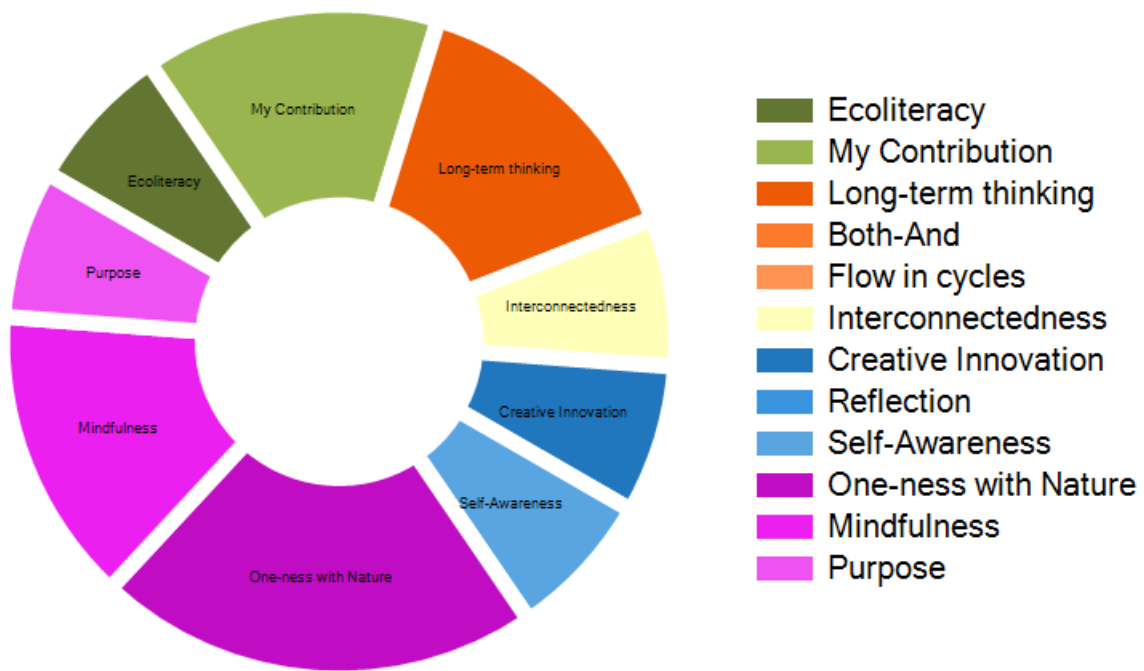 My Contribution
Long-term thinking
Ecoliteracy
Purpose
Interconnectedness
Creative Innovation
Mindfulness
Self-Awareness
One-ness with Nature
Ecoliteracy
My Contribution
Long-term thinking
Both-And
Flow in cycles
Interconnectedness
Creative Innovation
Reflection
Self-Awareness
One-ness with Nature
Mindfulness
Purpose